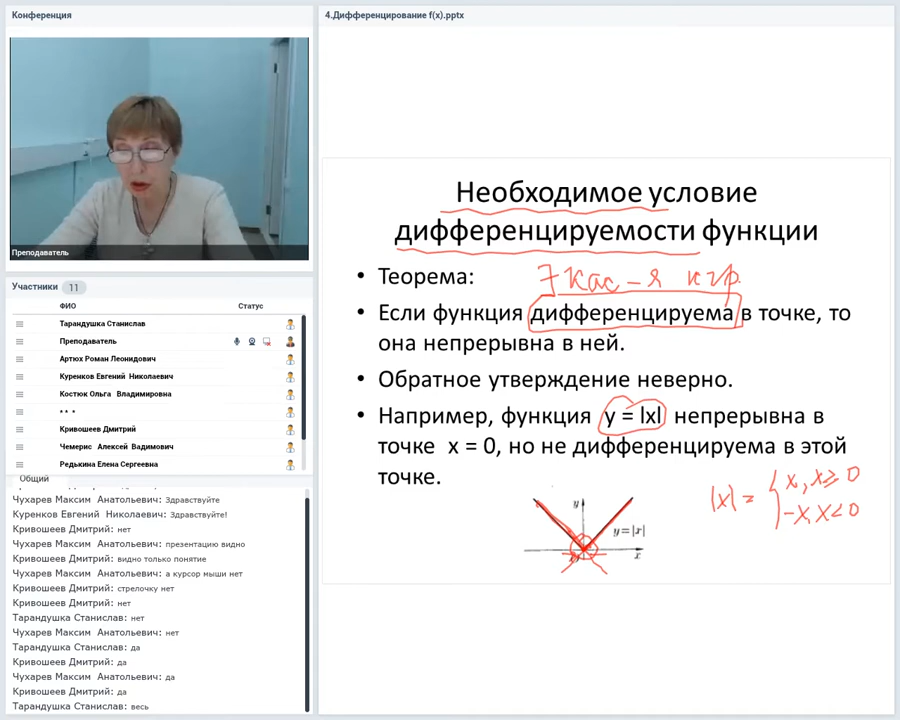 Конференция
Преподаватель
Участники 11
ФИО Статус
Тарандушка Станислав
Преподаватель
Артюх Роман Леонидович
Куренков Евгений Николаевич
Костюк Ольга Владимировна
* * *
Кривошеев Дмитрий
Чемерис Алексей Вадимович
Редькина Елена Сергеевна
Общий
Чухарев Максим Анатольевич: Здравствуйте
Куренков Евгений Николаевич: Здравствуйте!
Кривошеев Дмитрий: нет
Чухарев Максим Анатольевич: презентацию видно
Кривошеев Дмитрий: видно только понятие
Чухарев Максим Анатольевич: а курсор мыши нет
Кривошеев Дмитрий: стрелочку нет
Кривошеев Дмитрий: нет
Тарандушка Станислав: нет
Чухарев Максим Анатольевич: нет
Тарандушка Станислав: да
Кривошеев Дмитрий: да
Чухарев Максим Анатольевич: да
Кривошеев Дмитрий: да
Тарандушка Станислав: весь
4.Дифференцирование f(x).pptx
Необходимое условие
дифференцируемости функции
• Теорема:
∃ кас-я к гр.
• Если функция дифференцируема в точке, то
она непрерывна в ней.
• Обратное утверждение неверно.
• Например, функция y = |x| непрерывна в
точке x = 0, но не дифференцируема в этой
точке.
|x| = { x, x ≥ 0
-x, x < 0
y
y=|x|
x